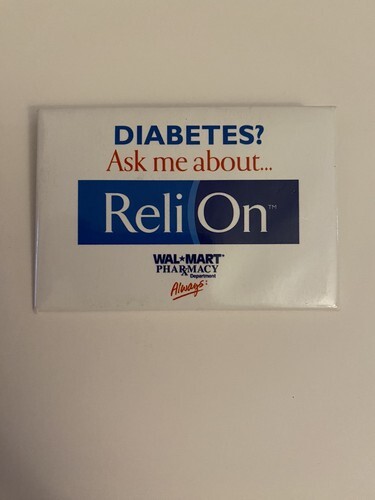 DIABETES?
Ask me about...
ReliOn™
WAL★MART®
PHARMACY
Department
Always.